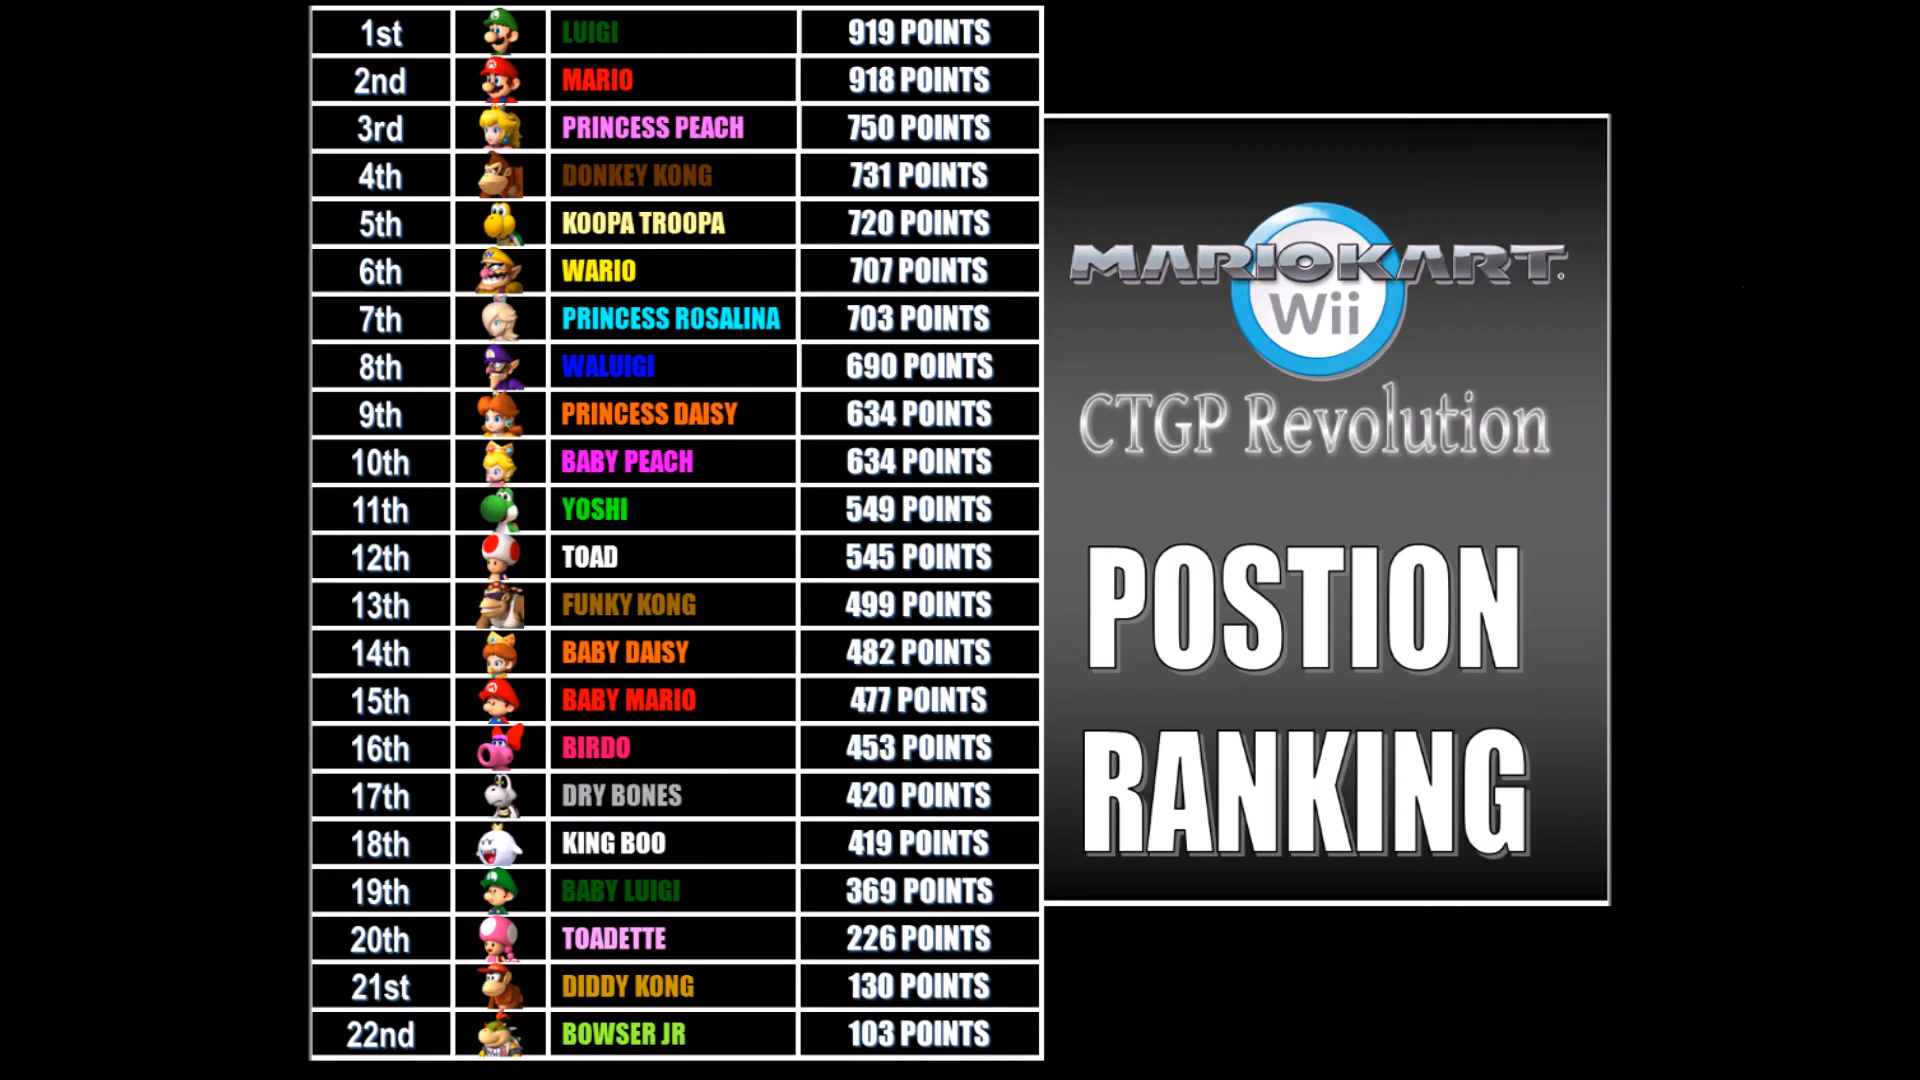 1st LUIGI 919 POINTS
2nd MARIO 918 POINTS
3rd PRINCESS PEACH 750 POINTS
4th DONKEY KONG 731 POINTS
5th KOOPA TROOPA 720 POINTS
6th WARIO 707 POINTS
7th PRINCESS ROSALINA 703 POINTS
8th WALUIGI 690 POINTS
9th PRINCESS DAISY 634 POINTS
10th BABY PEACH 634 POINTS
11th YOSHI 549 POINTS
12th TOAD 545 POINTS
13th FUNKY KONG 499 POINTS
14th BABY DAISY 482 POINTS
15th BABY MARIO 477 POINTS
16th BIRDO 453 POINTS
17th DRY BONES 420 POINTS
18th KING BOO 419 POINTS
19th BABY LUIGI 369 POINTS
20th TOADETTE 226 POINTS
21st DIDDY KONG 130 POINTS
22nd BOWSER JR 103 POINTS
MARIOKART
Wii
CTGP Revolution
POSTION
RANKING